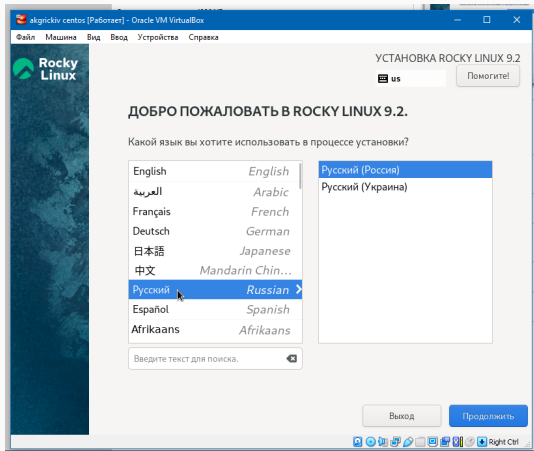 akgrickiv centos [Работает] - Oracle VM VirtualBox
Файл Машина Вид Ввод Устройства Справка
Rocky
Linux
УСТАНОВКА ROCKY LINUX 9.2
us
Помогите!
ДОБРО ПОЖАЛОВАТЬ В ROCKY LINUX 9.2.
Какой язык вы хотите использовать в процессе установки?
English English
العربية Arabic
Français French
Deutsch German
日本語 Japanese
中文 Mandarin Chin...
Русский Russian
Español Spanish
Afrikaans Afrikaans
Русский (Россия)
Русский (Украина)
Введите текст для поиска.
Выход
Продолжить
Right Ctrl